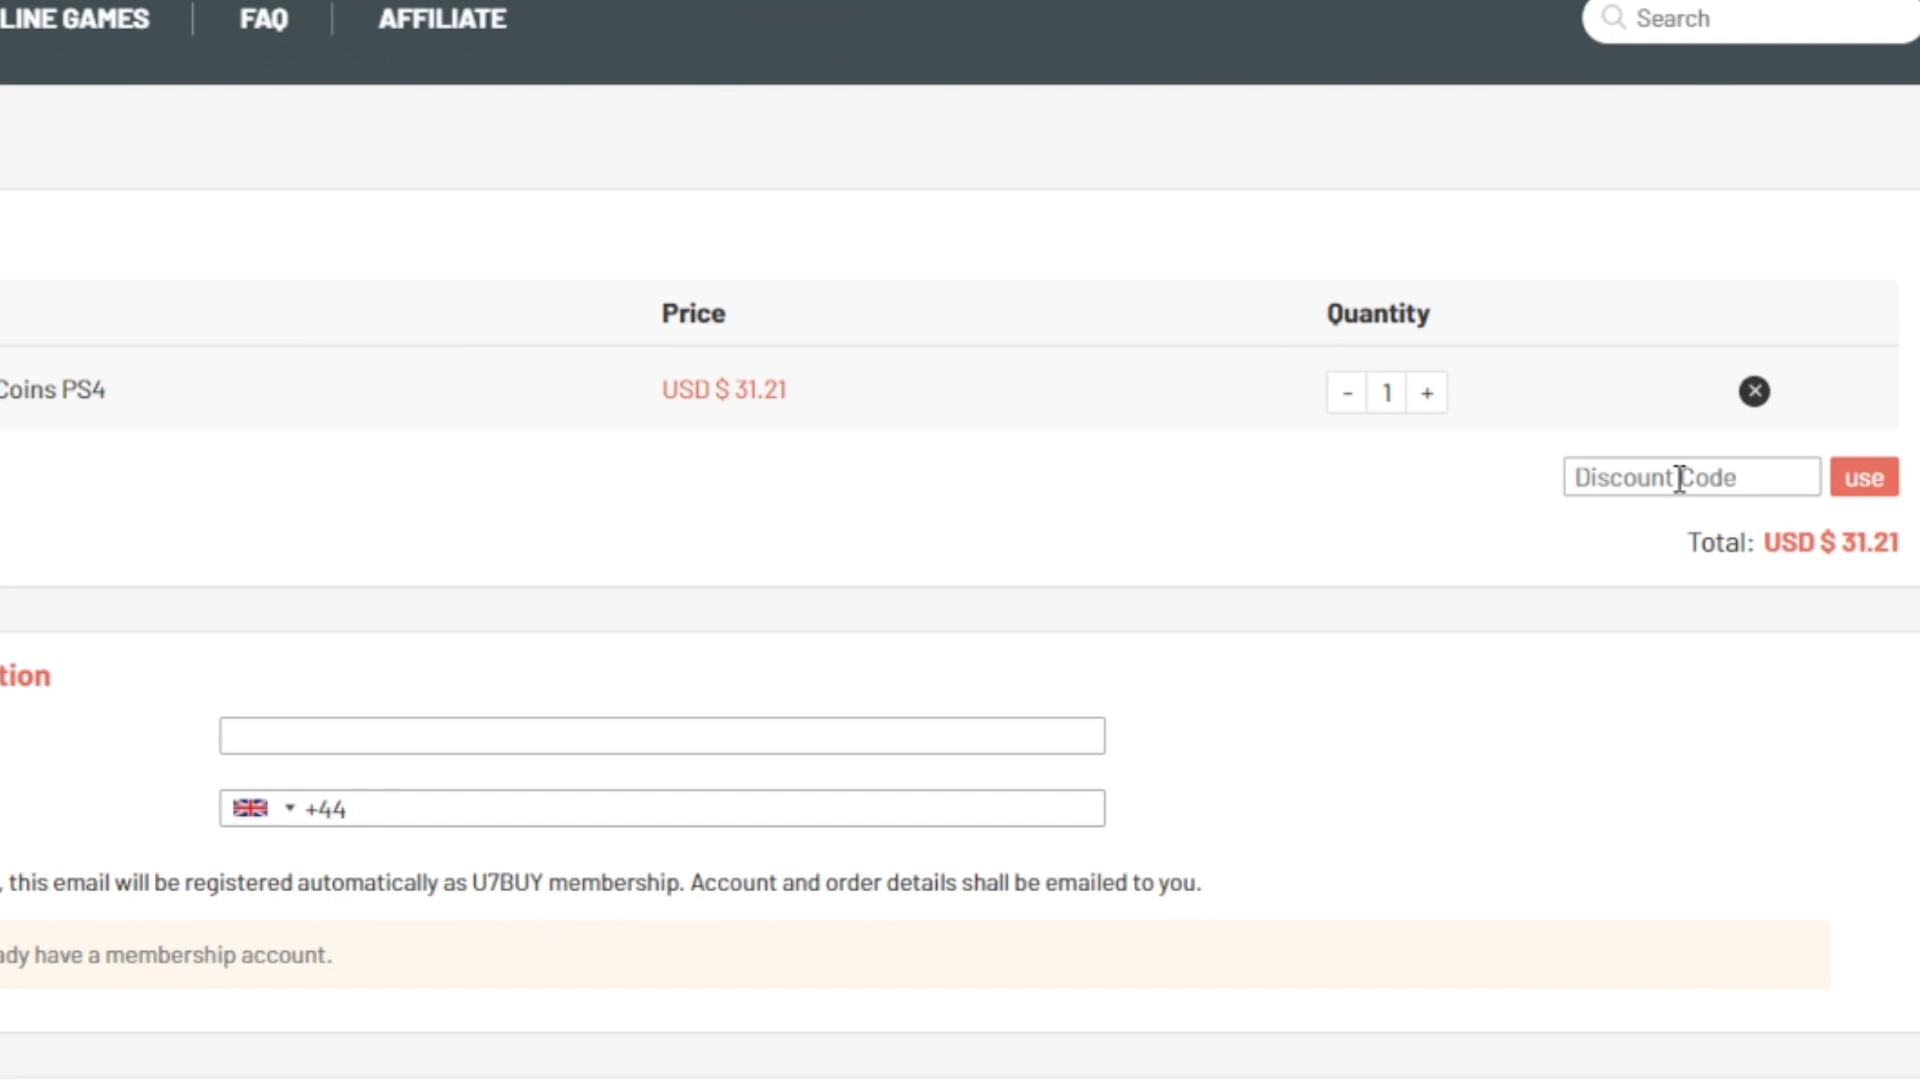 LINE GAMES FAQ AFFILIATE Search
Price Quantity
Coins PS4 USD $ 31.21 - 1 +
Discount Code use
Total: USD $ 31.21
tion
+44
, this email will be registered automatically as U7BUY membership. Account and order details shall be emailed to you.
ady have a membership account.